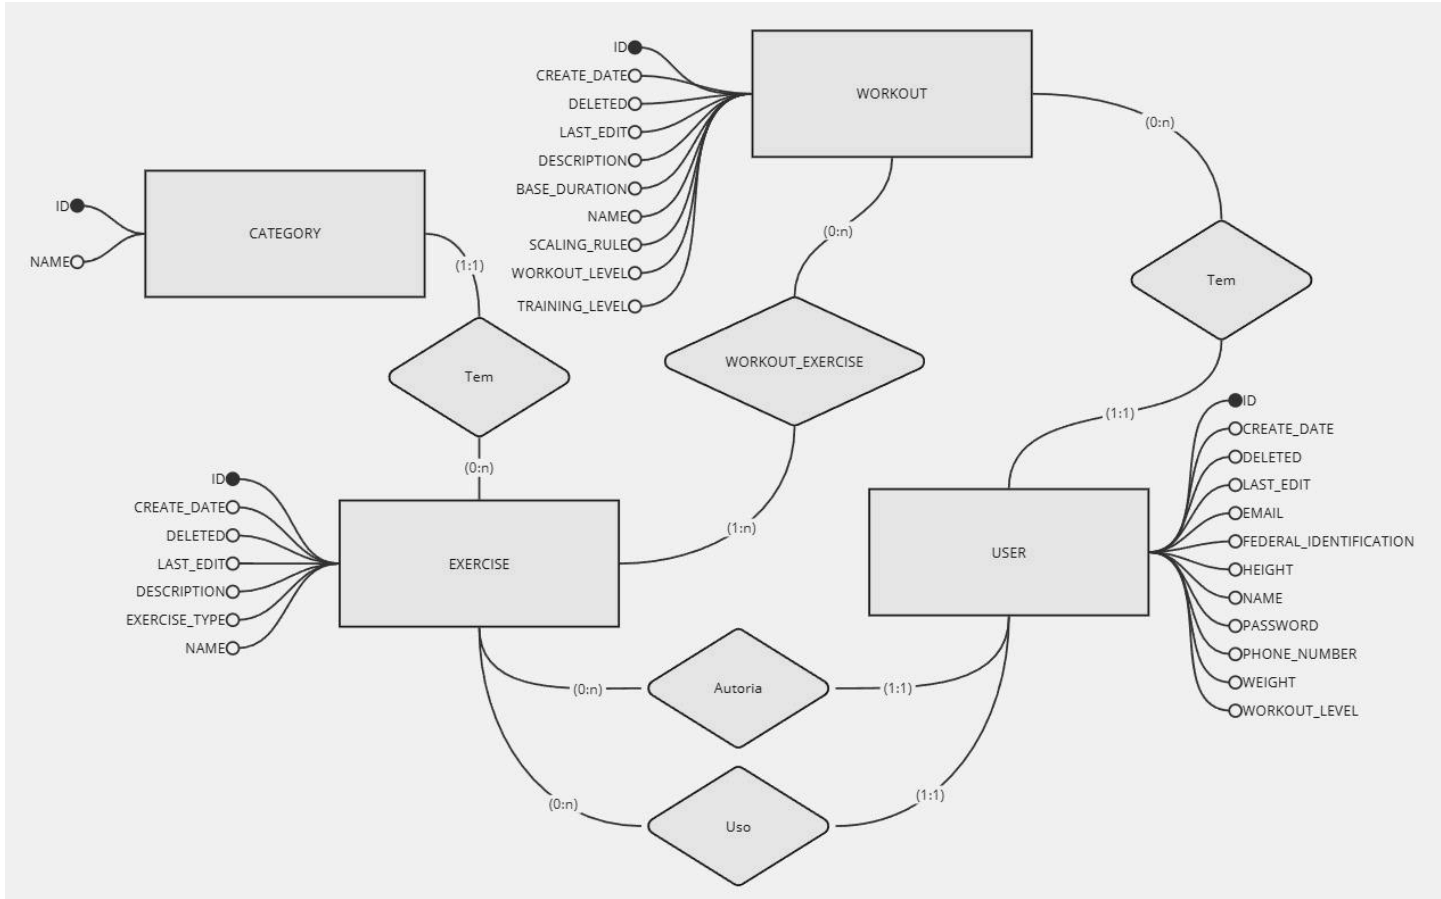 ID
CREATE_DATE
DELETED
LAST_EDIT
DESCRIPTION
BASE_DURATION
NAME
SCALING_RULE
WORKOUT_LEVEL
TRAINING_LEVEL
WORKOUT
(0:n)
(0:n)
Tem
ID
NAME
CATEGORY
(1:1)
Tem
(0:n)
WORKOUT_EXERCISE
(1:n)
(1:1)
ID
CREATE_DATE
DELETED
LAST_EDIT
DESCRIPTION
EXERCISE_TYPE
NAME
EXERCISE
USER
ID
CREATE_DATE
DELETED
LAST_EDIT
EMAIL
FEDERAL_IDENTIFICATION
HEIGHT
NAME
PASSWORD
PHONE_NUMBER
WEIGHT
WORKOUT_LEVEL
(0:n)
Autoria
(1:1)
(0:n)
Uso
(1:1)